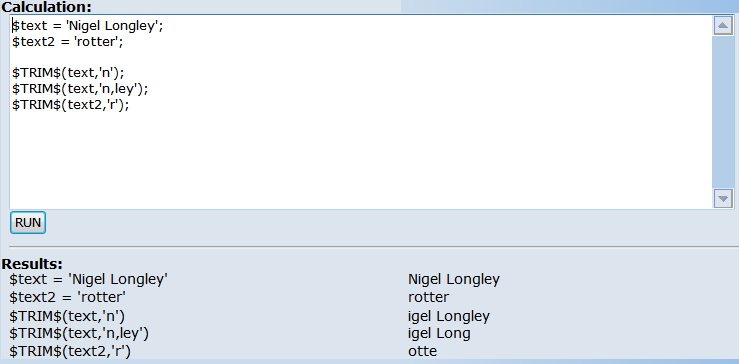 Calculation:
$text = 'Nigel Longley';
$text2 = 'rotter';
$TRIM$(text,'n');
$TRIM$(text,'n,ley');
$TRIM$(text2,'r');
RUN
Results:
$text = 'Nigel Longley' Nigel Longley
$text2 = 'rotter' rotter
$TRIM$(text,'n') igel Longley
$TRIM$(text,'n,ley') igel Long
$TRIM$(text2,'r') otte